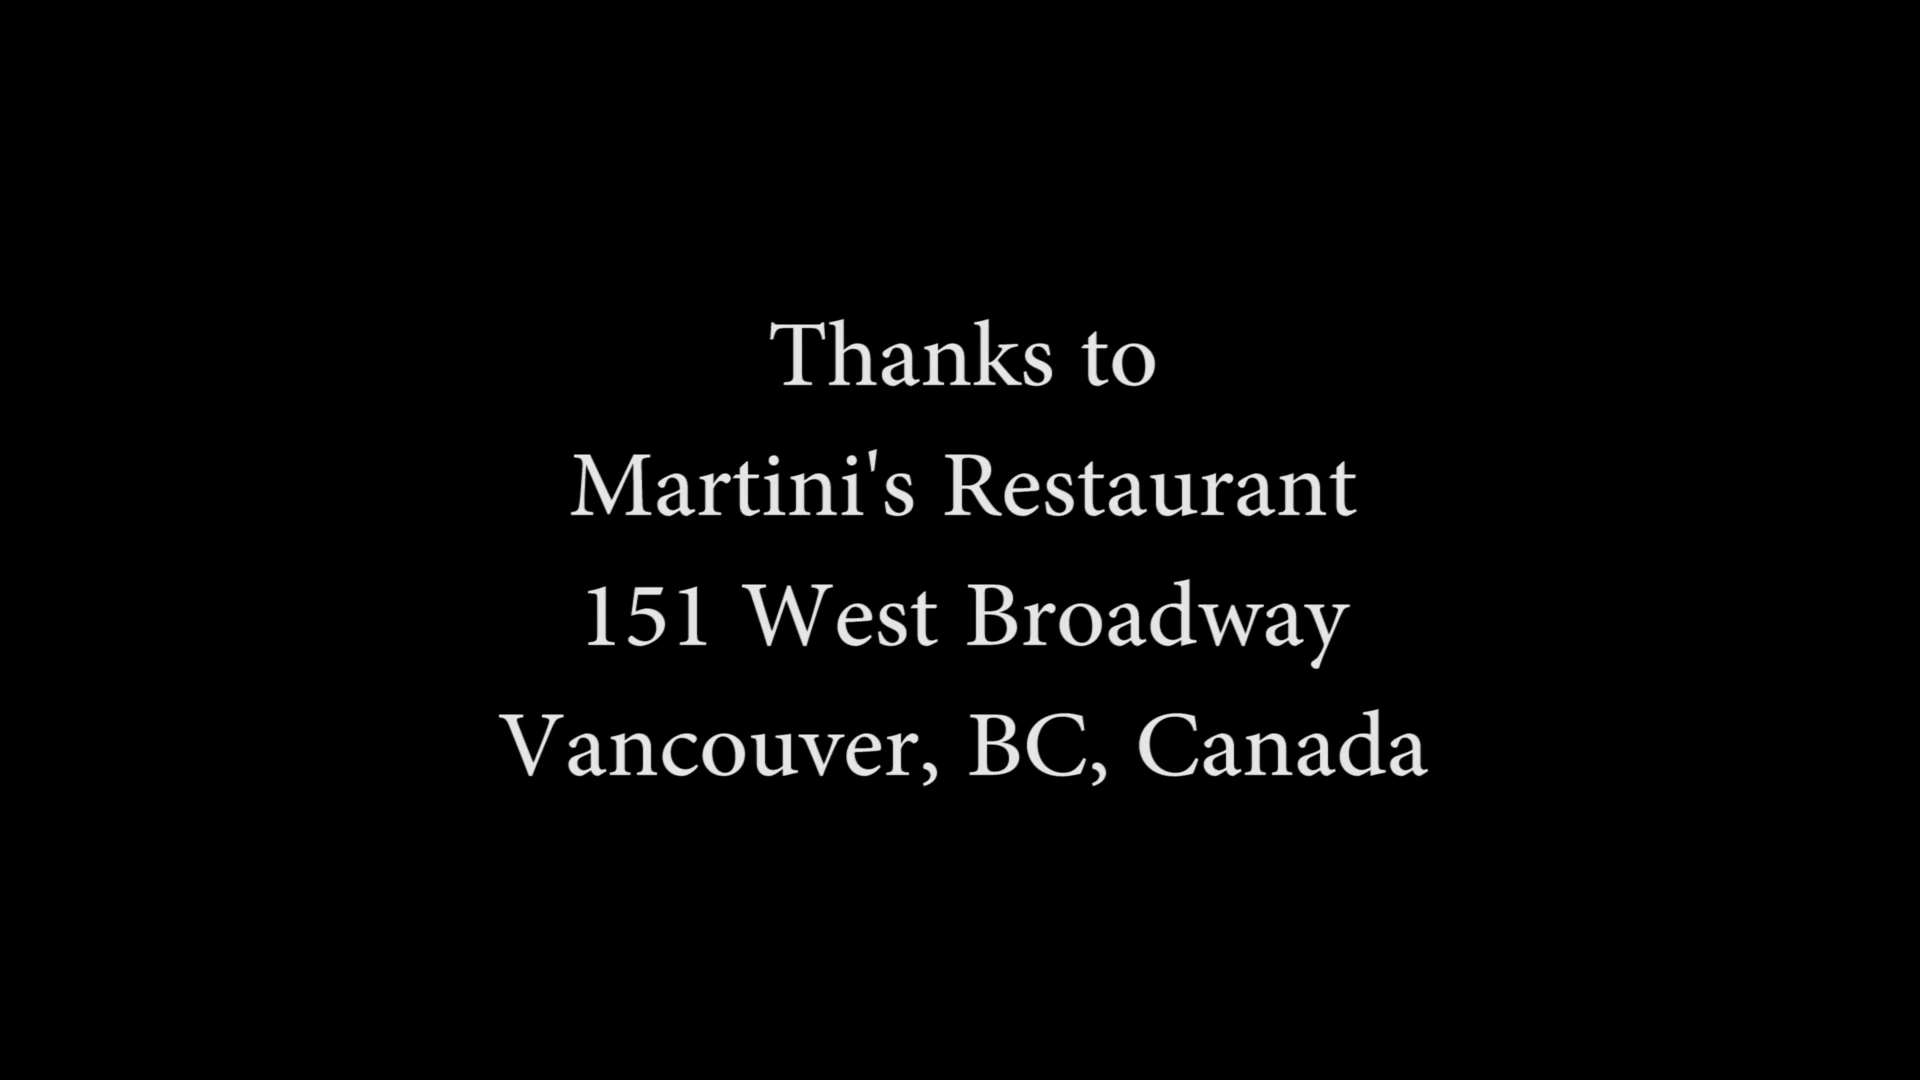 Thanks to
Martini's Restaurant
151 West Broadway
Vancouver, BC, Canada